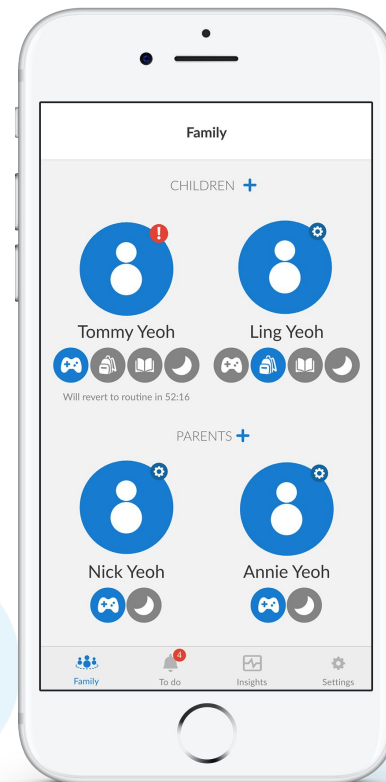 Family
CHILDREN +
!
Tommy Yeoh
Ling Yeoh
Will revert to routine in 52:16
PARENTS +
Nick Yeoh
Annie Yeoh
4
Family
To do
Insights
Settings